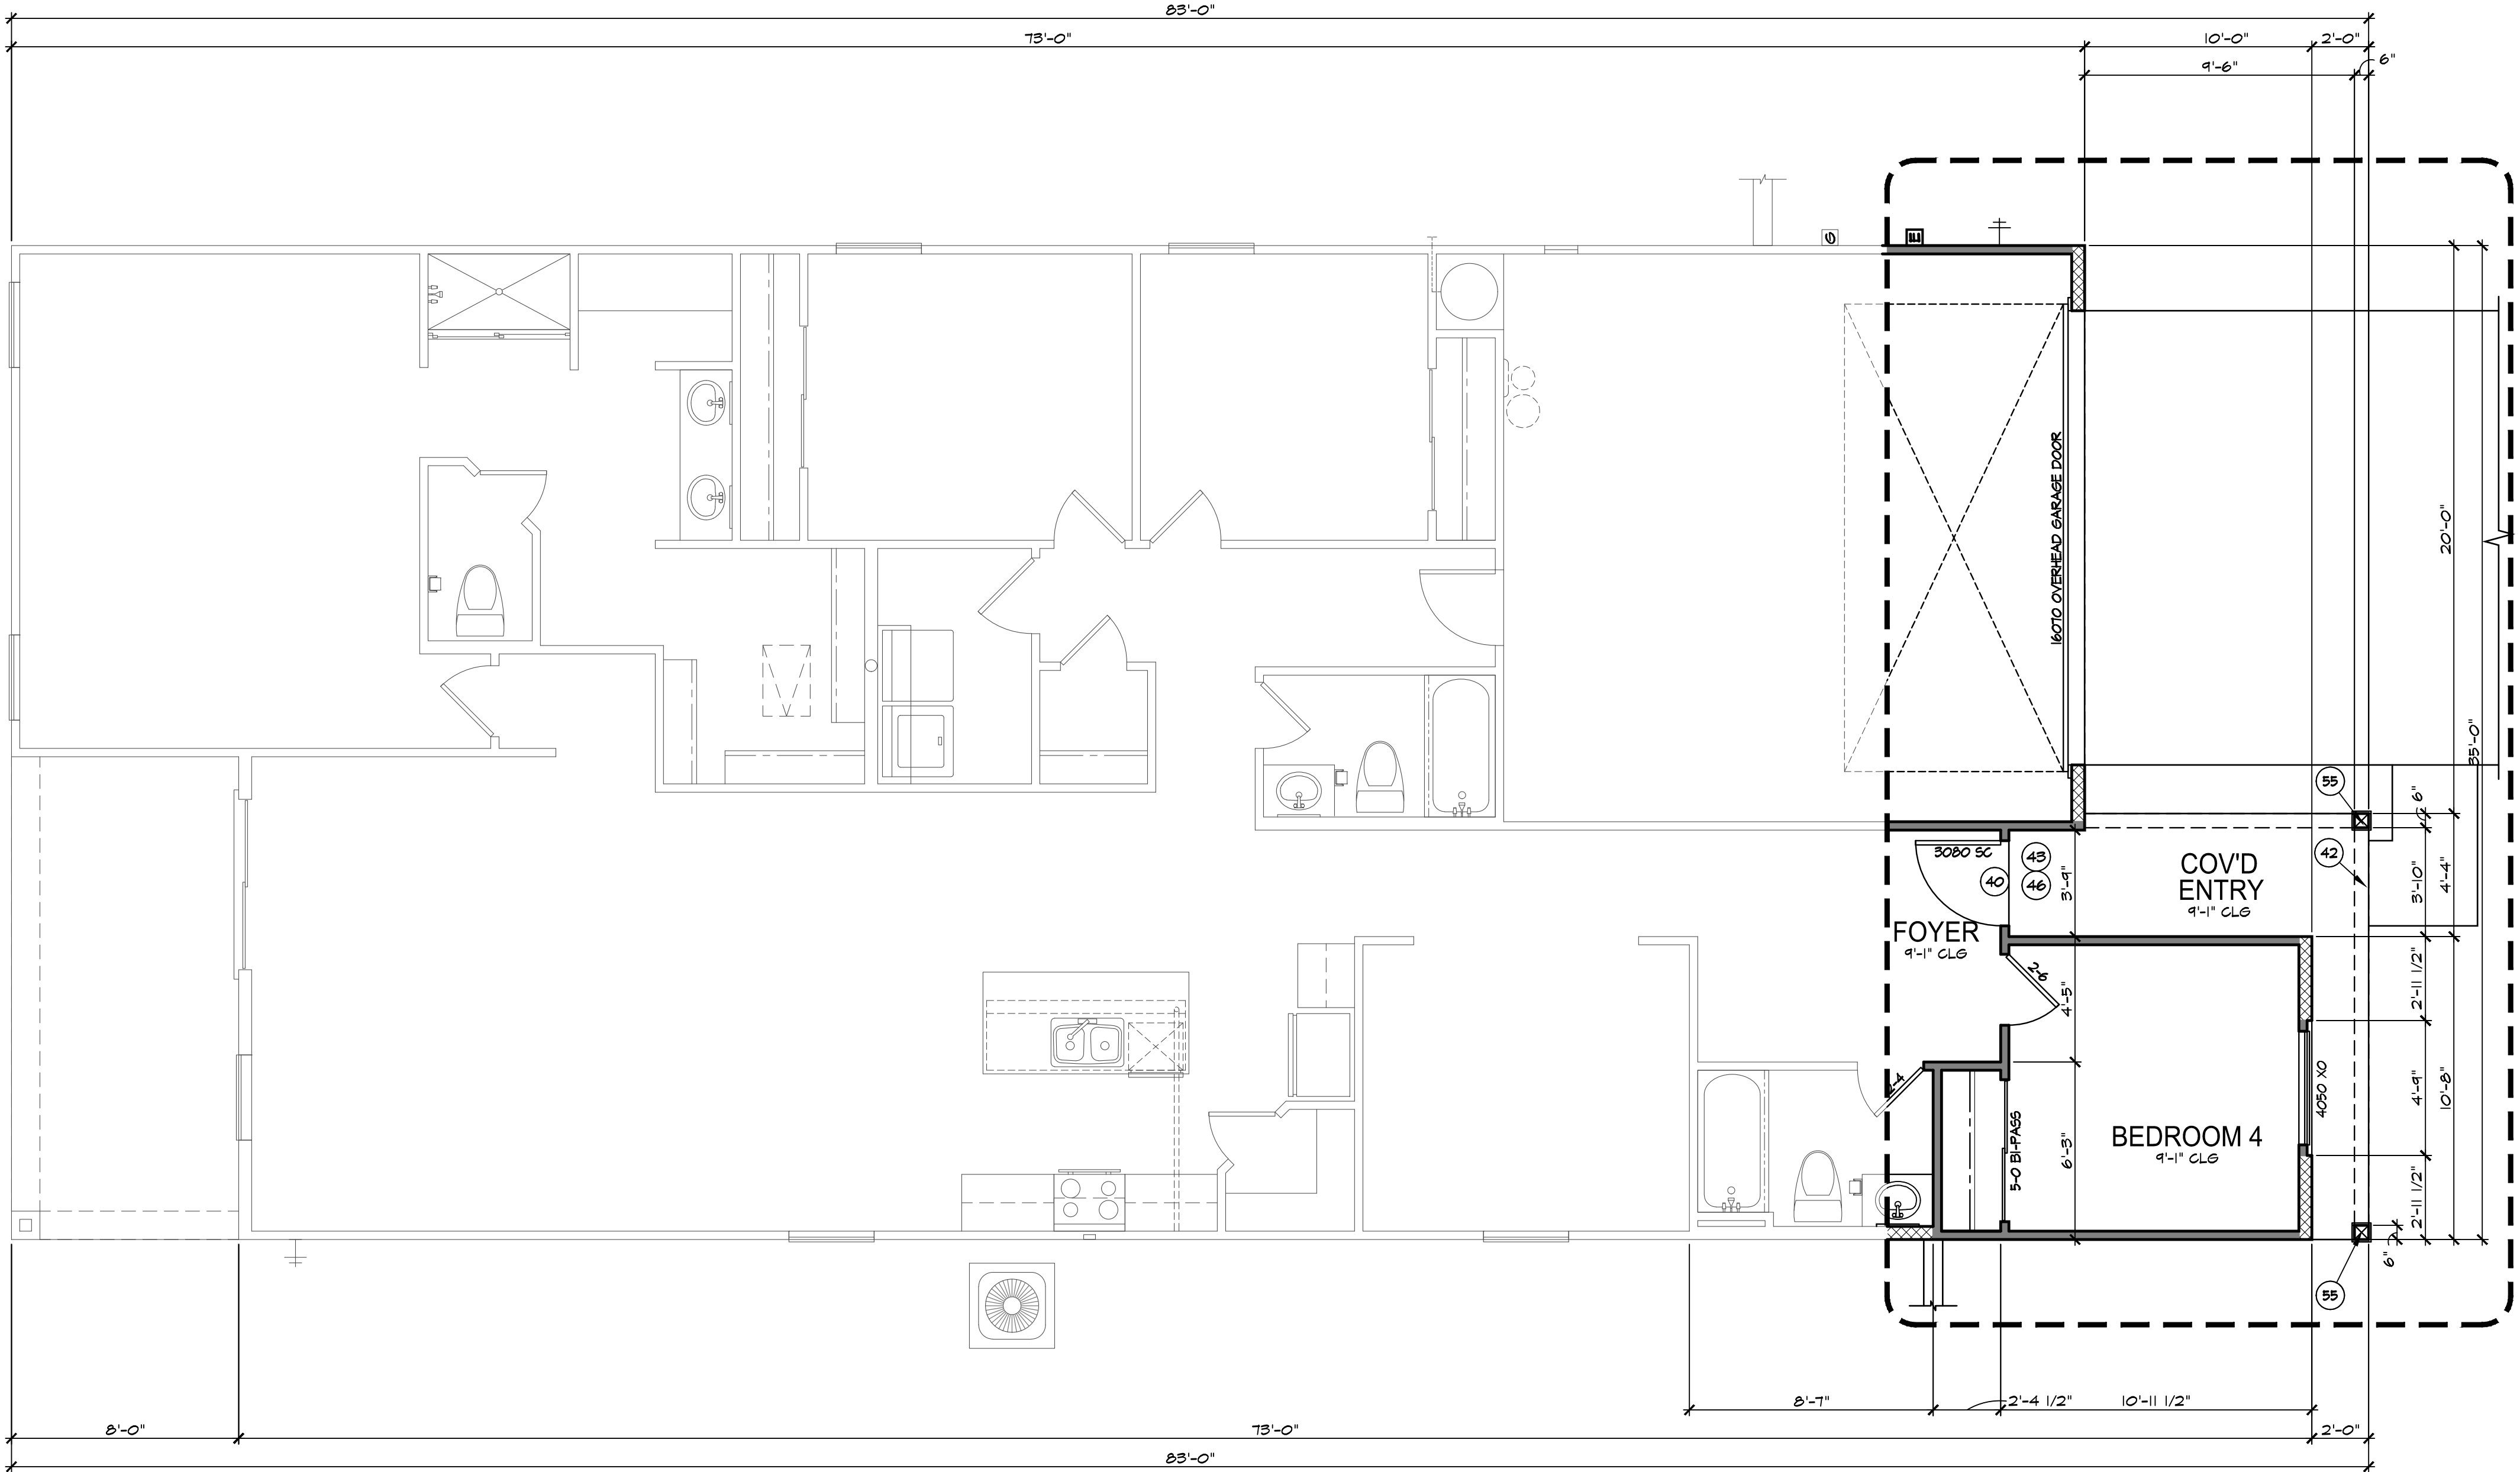 83'-0"
73'-0"
10'-0"
2'-0"
9'-6"
6"
G
E
16070 OVERHEAD GARAGE DOOR
20'-0"
35'-0"
55
6"
3080 SC
43
40
46
3'-9"
COV'D
ENTRY
9'-1" CLG
42
3'-10"
4'-4"
FOYER
9'-1" CLG
2-6
4'-5"
2'-11 1/2"
2-4
5-0 BI-PASS
6'-3"
BEDROOM 4
9'-1" CLG
4050 XO
4'-9"
10'-8"
2'-11 1/2"
6"
55
8'-7"
2'-4 1/2"
10'-11 1/2"
8'-0"
73'-0"
2'-0"
83'-0"